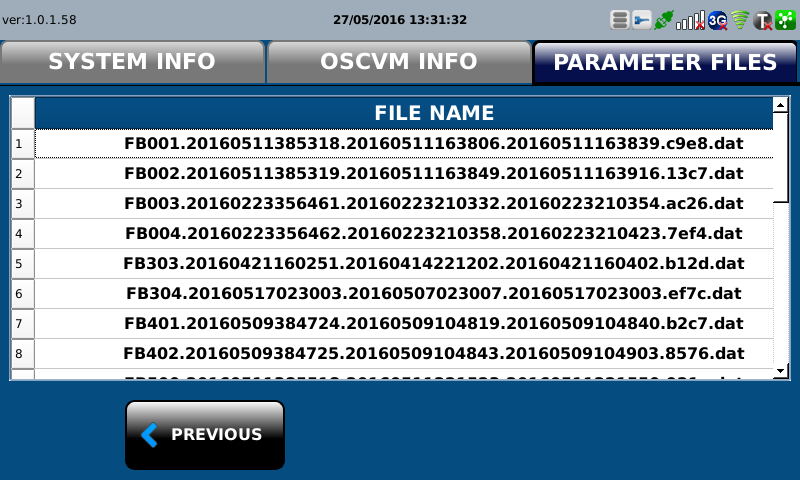 ver:1.0.1.58 27/05/2016 13:31:32 3G T
SYSTEM INFO OSCVM INFO PARAMETER FILES
FILE NAME
1 FB001.20160511385318.20160511163806.20160511163839.c9e8.dat
2 FB002.20160511385319.20160511163849.20160511163916.13c7.dat
3 FB003.20160223356461.20160223210332.20160223210354.ac26.dat
4 FB004.20160223356462.20160223210358.20160223210423.7ef4.dat
5 FB303.20160421160251.20160414221202.20160421160402.b12d.dat
6 FB304.20160517023003.20160507023007.20160517023003.ef7c.dat
7 FB401.20160509384724.20160509104819.20160509104840.b2c7.dat
8 FB402.20160509384725.20160509104843.20160509104903.8576.dat
PREVIOUS